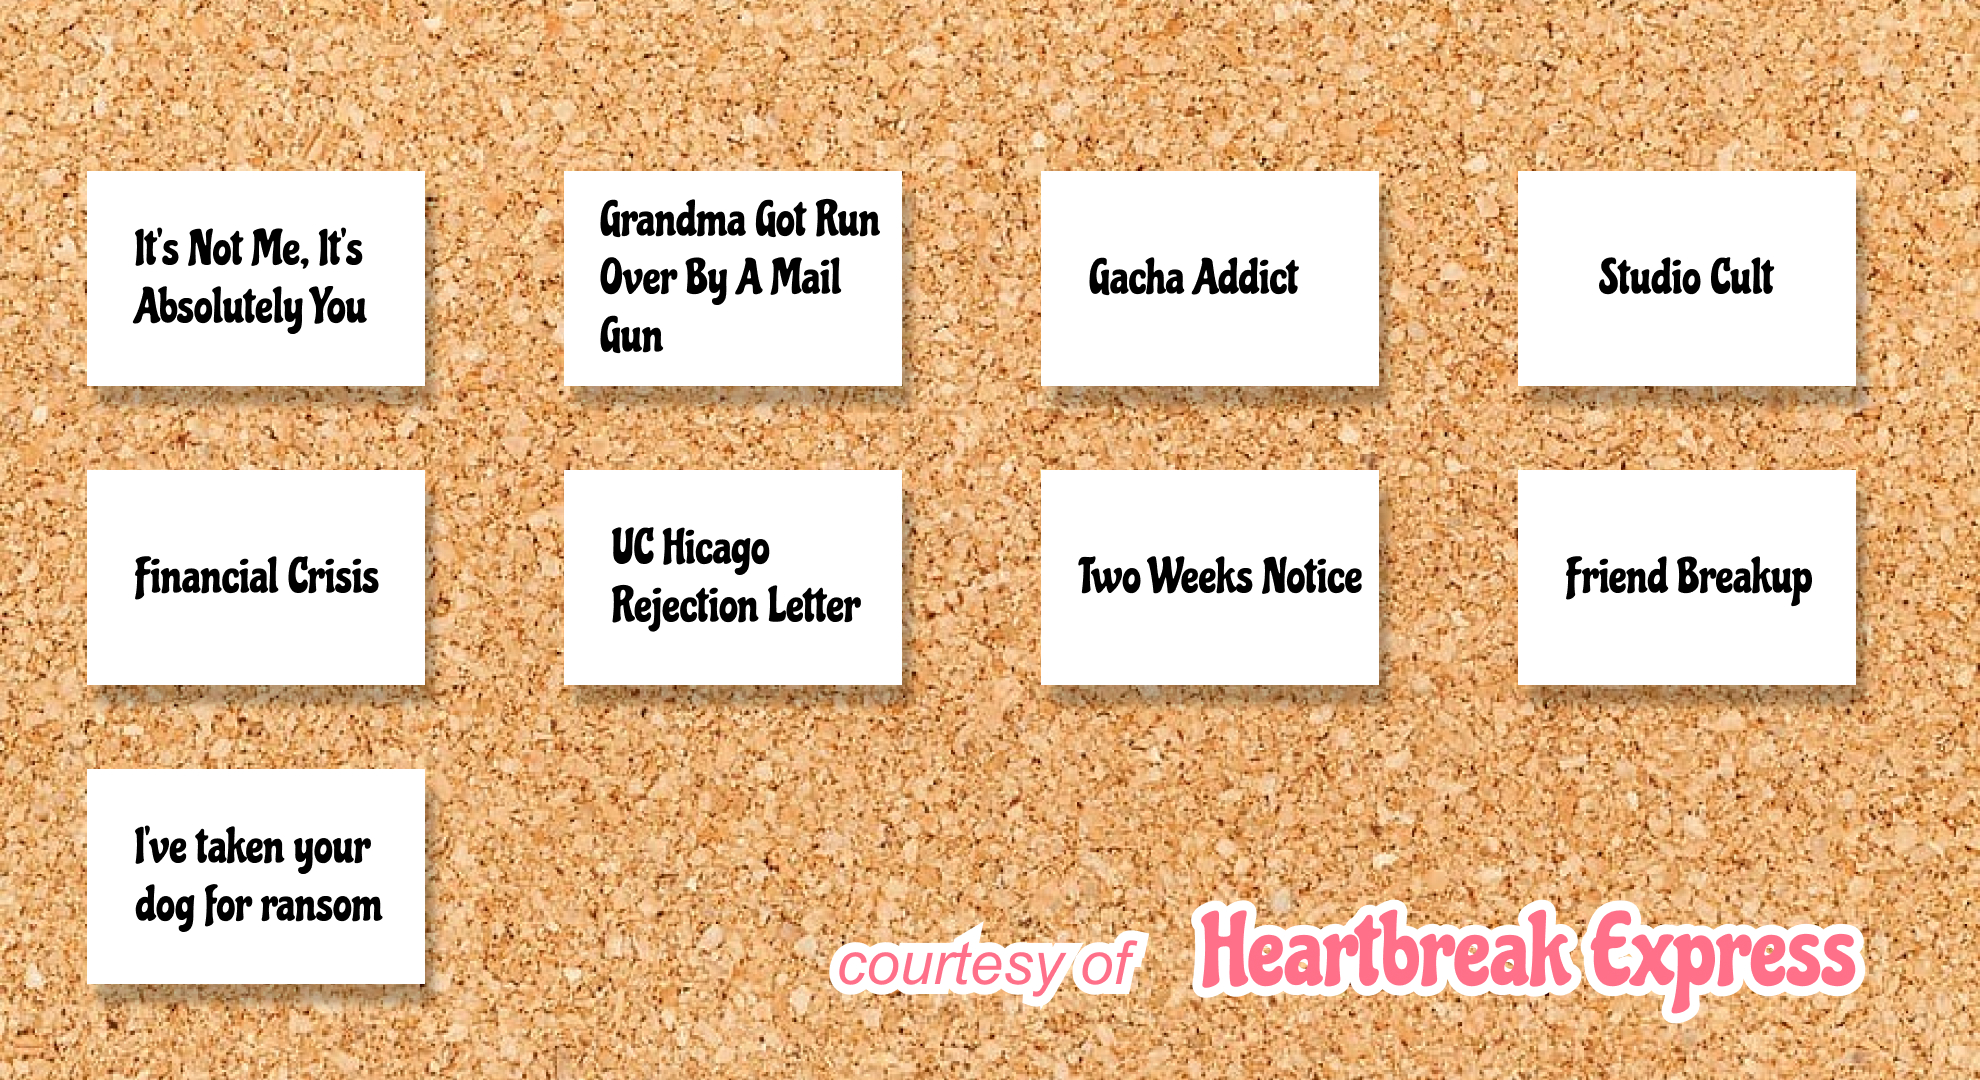 It's Not Me, It's
Absolutely You
Grandma Got Run
Over By A Mail
Gun
Gacha Addict
Studio Cult
Financial Crisis
UC Hicago
Rejection Letter
Two Weeks Notice
Friend Breakup
I've taken your
dog for ransom
courtesy of Heartbreak Express